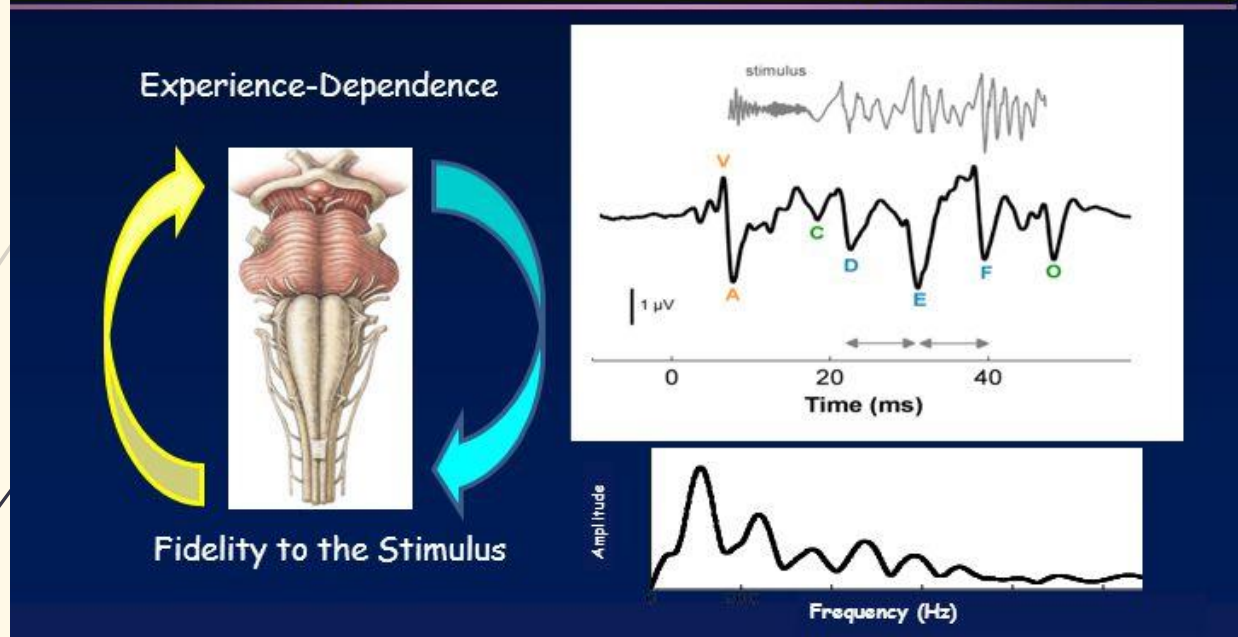 Experience-Dependence
Fidelity to the Stimulus
stimulus
V
A
C
D
E
F
O
1 µV
0 20 40
Time (ms)
Amplitude
Frequency (Hz)